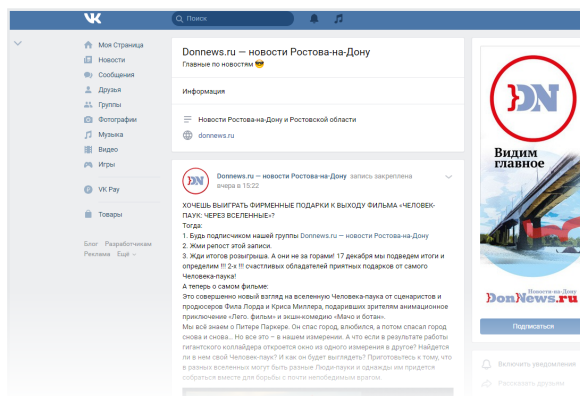 Поиск
Моя Страница
Новости
Сообщения
Друзья
Группы
Фотографии
Музыка
Видео
Игры
VK Pay
Товары
Блог Разработчикам
Реклама Ещё
Donnews.ru — новости Ростова-на-Дону
Главные по новостям
Информация
Новости Ростова-на-Дону и Ростовской области
donnews.ru
DN
Donnews.ru — новости Ростова-на-Дону запись закреплена
вчера в 15:22
ХОЧЕШЬ ВЫИГРАТЬ ФИРМЕННЫЕ ПОДАРКИ К ВЫХОДУ ФИЛЬМА «ЧЕЛОВЕК-
ПАУК: ЧЕРЕЗ ВСЕЛЕННЫЕ»?
Тогда:
1. Будь подписчиком нашей группы Donnews.ru — новости Ростова-на-Дону
2. Жми репост этой записи.
3. Жди итогов розыгрыша. А они не за горами! 17 декабря мы подведем итоги и
определим !!! 2-х !!! счастливых обладателей приятных подарков от самого
Человека-паука!
А теперь о самом фильме:
Это совершенно новый взгляд на вселенную Человека-паука от сценаристов и
продюсеров Фила Лорда и Криса Миллера, подаривших зрителям анимационное
приключение «Лего. фильм» и экшн-комедию «Мачо и ботан».
Мы всё знаем о Питере Паркере. Он спас город, влюбился, а потом спасал город
снова и снова... Но все это – в нашем измерении. А что если в результате работы
гигантского коллайдера откроется окно из одного измерения в другое? Найдется
ли в нем свой Человек-паук? И как он будет выглядеть? Приготовьтесь к тому, что
в разных вселенных могут быть разные Люди-пауки и однажды им придется
собраться вместе для борьбы с почти непобедимым врагом.
DN
Видим
главное
Новости-на-Дону
DonNews.ru
Подписаться
Включить уведомления
Рассказать друзьям